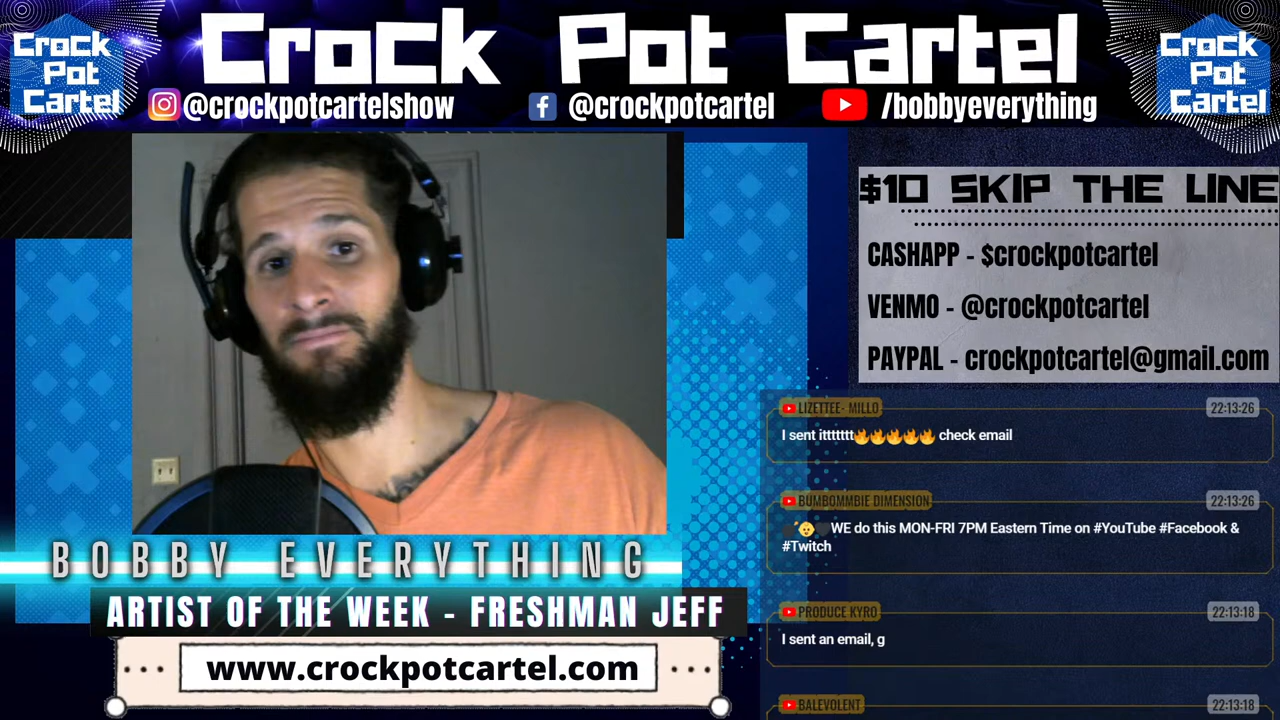 Crock Pot Cartel
Crock
Pot
Cartel
Crock
Pot
Cartel
@crockpotcartelshow
@crockpotcartel
/bobbyeverything
$10 SKIP THE LINE
CASHAPP - $crockpotcartel
VENMO - @crockpotcartel
PAYPAL - crockpotcartel@gmail.com
LIZETTEE- MILLO 22:13:26
I sent itttttttt🔥🔥🔥🔥🔥 check email
BUMBOMMBIE DIMENSION 22:13:26
WE do this MON-FRI 7PM Eastern Time on #YouTube #Facebook &
#Twitch
PRODUCE KYRO 22:13:18
I sent an email, g
BALEVOLENT 22:13:18
BOBBY EVERYTHING
ARTIST OF THE WEEK - FRESHMAN JEFF
www.crockpotcartel.com